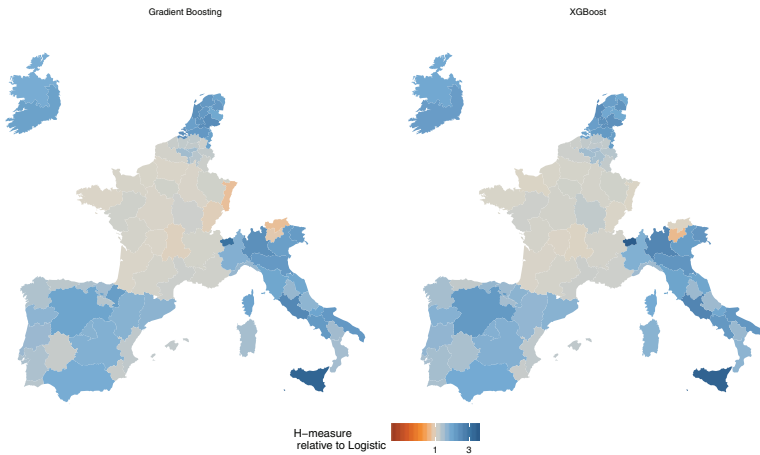 Gradient Boosting
XGBoost
H−measure
relative to Logistic
1
3